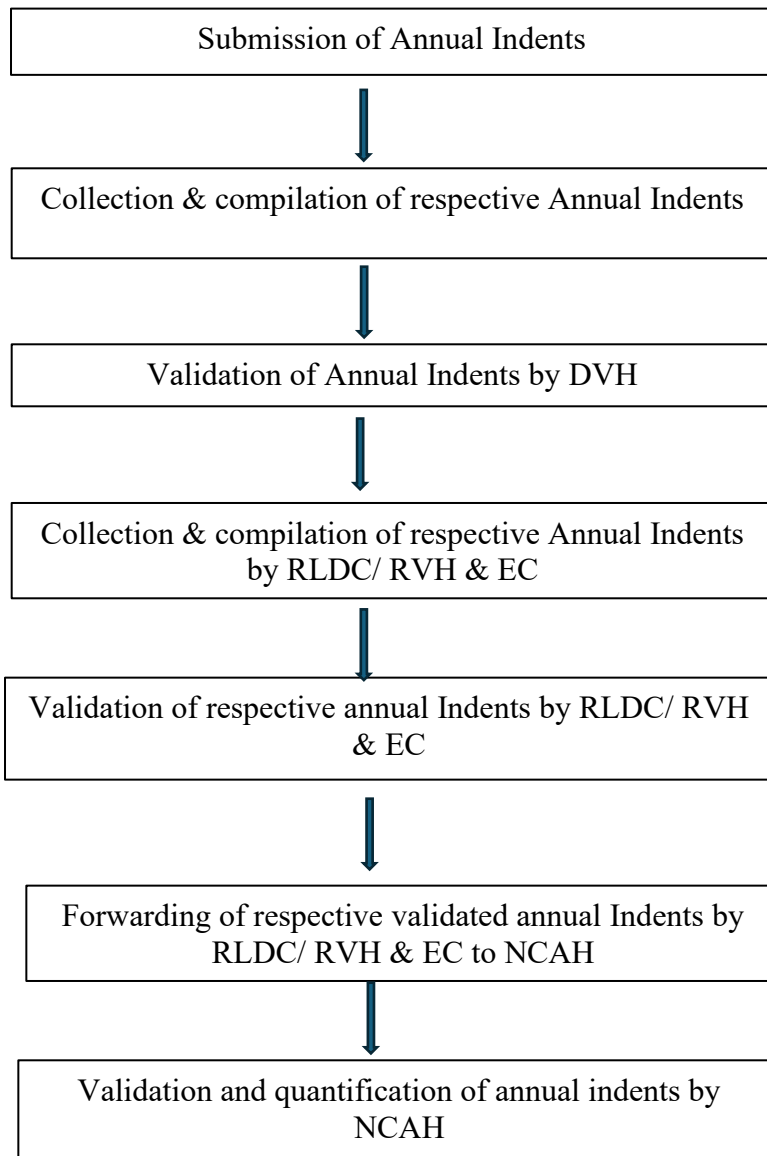 Submission of Annual Indents
Collection & compilation of respective Annual Indents
Validation of Annual Indents by DVH
Collection & compilation of respective Annual Indents
by RLDC/ RVH & EC
Validation of respective annual Indents by RLDC/ RVH
& EC
Forwarding of respective validated annual Indents by
RLDC/ RVH & EC to NCAH
Validation and quantification of annual indents by
NCAH